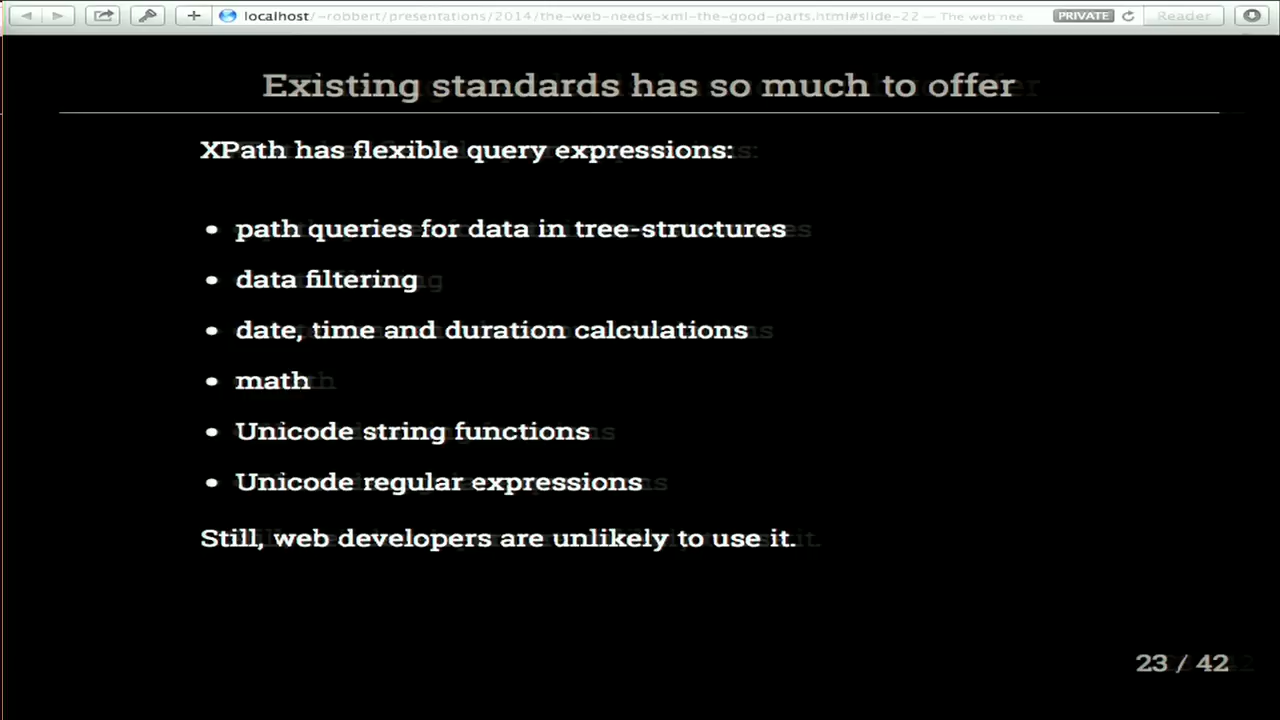 localhost/~robbert/presentations/2014/the-web-needs-xml-the-good-parts.html#slide-22 — The web nee
PRIVATE
Reader
Existing standards has so much to offer
XPath has flexible query expressions:
• path queries for data in tree-structures
• data filtering
• date, time and duration calculations
• math
• Unicode string functions
• Unicode regular expressions
Still, web developers are unlikely to use it.
23 / 42